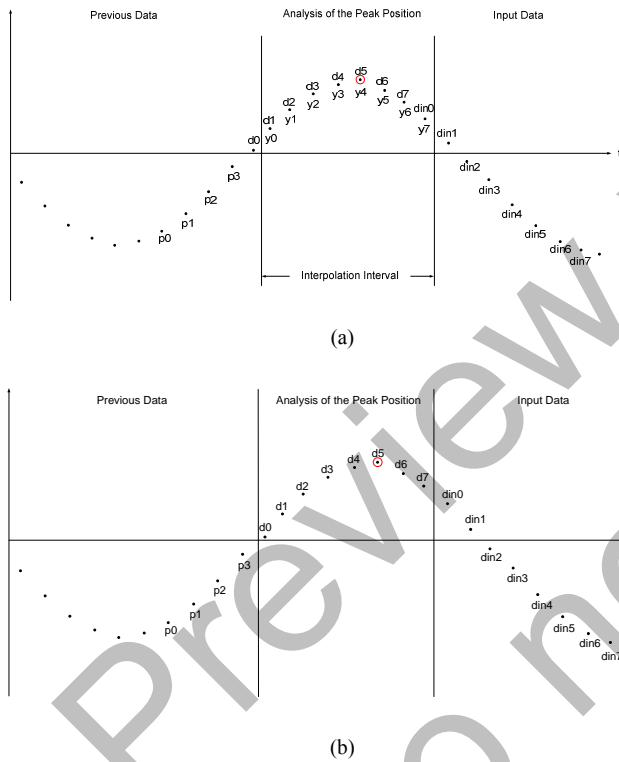 Previous Data
Analysis of the Peak Position
Input Data
d0
d1
y0
d2
y1
d3
y2
d4
y3
d5
y4
d6
y5
d7
y6
din0
y7
din1
din2
din3
din4
din5
din6
din7
p3
p2
p1
p0
t
Interpolation Interval
(a)
Previous Data
Analysis of the Peak Position
Input Data
d0
d1
d2
d3
d4
d5
d6
d7
din0
din1
din2
din3
din4
din5
din6
din7
p3
p2
p1
p0
(b)
Preview